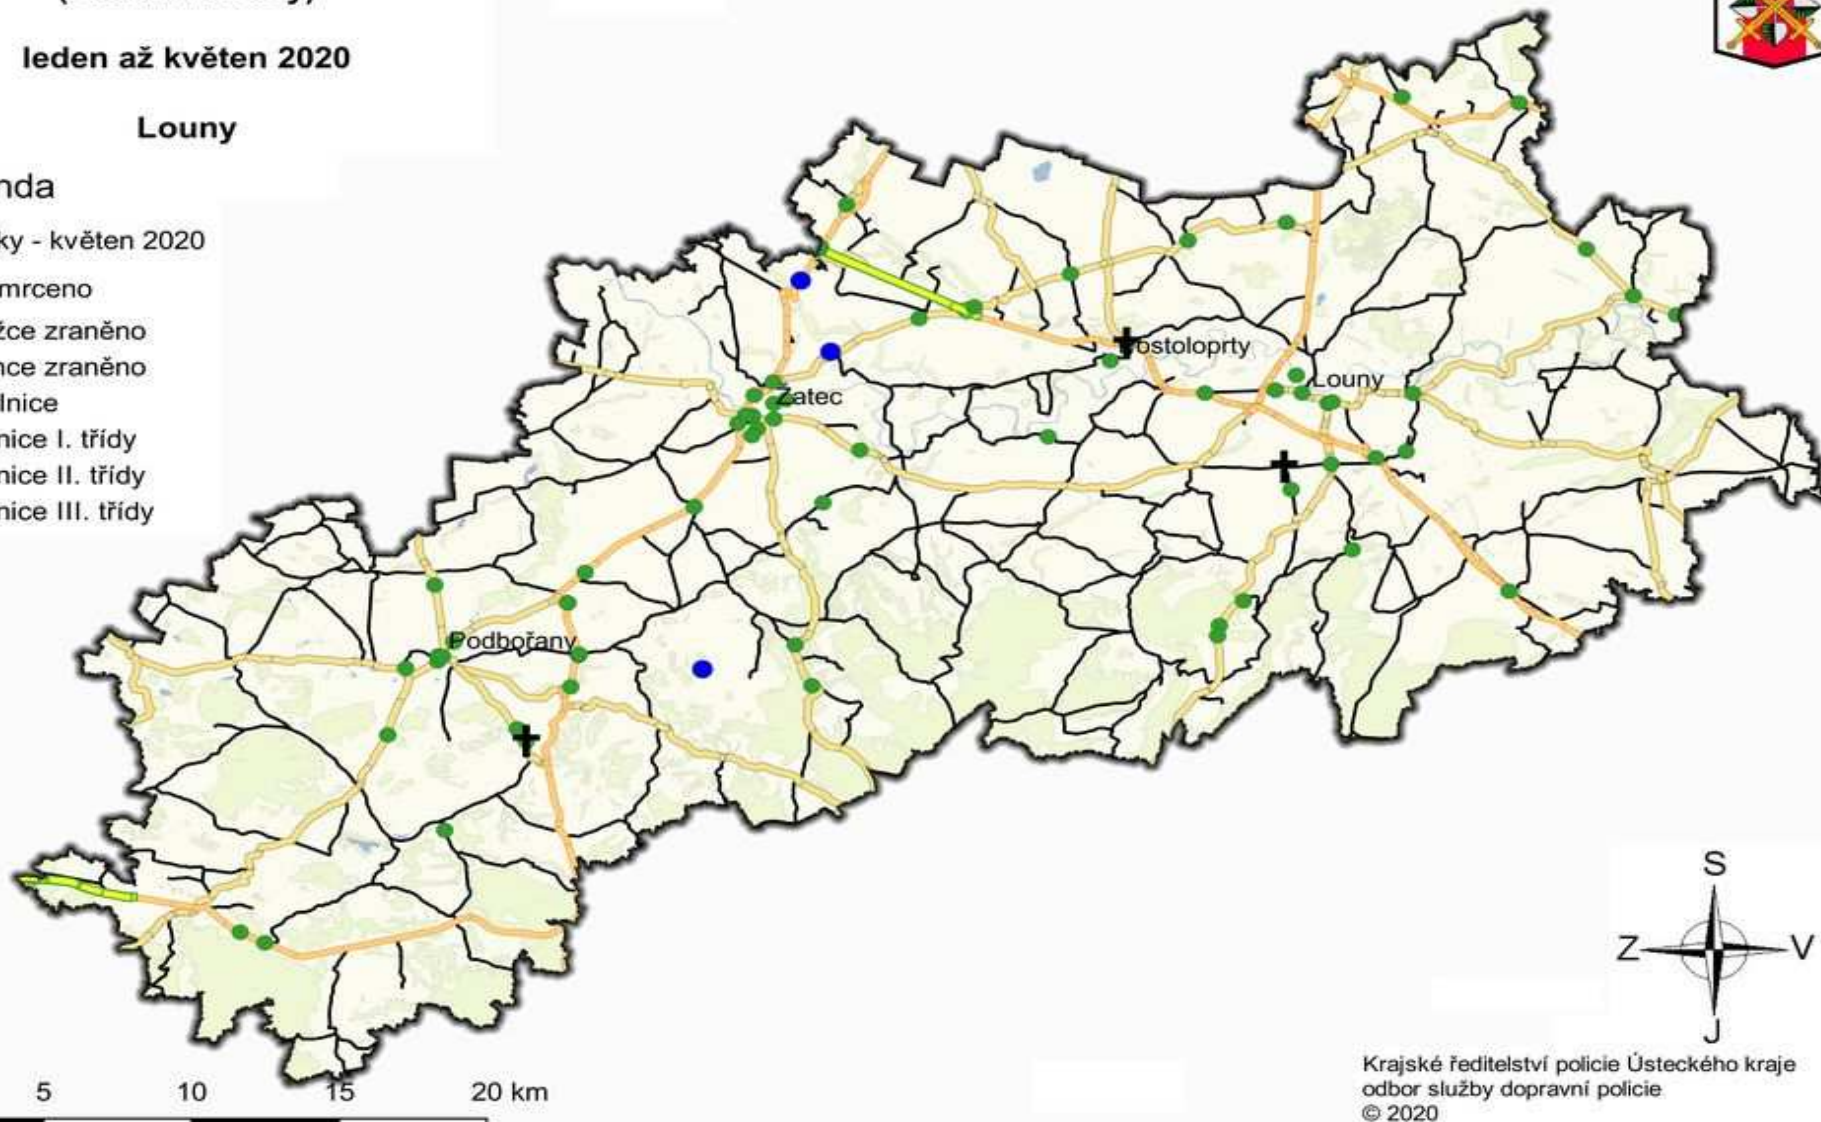 leden až květen 2020
Louny
nda
ky - květen 2020
mrceno
žce zraněno
nce zraněno
lnice
nice I. třídy
nice II. třídy
nice III. třídy
ostoloprty
Louny
Žatec
Podbořany
S
Z V
J
5 10 15 20 km
Krajské ředitelství policie Ústeckého kraje
odbor služby dopravní policie
© 2020